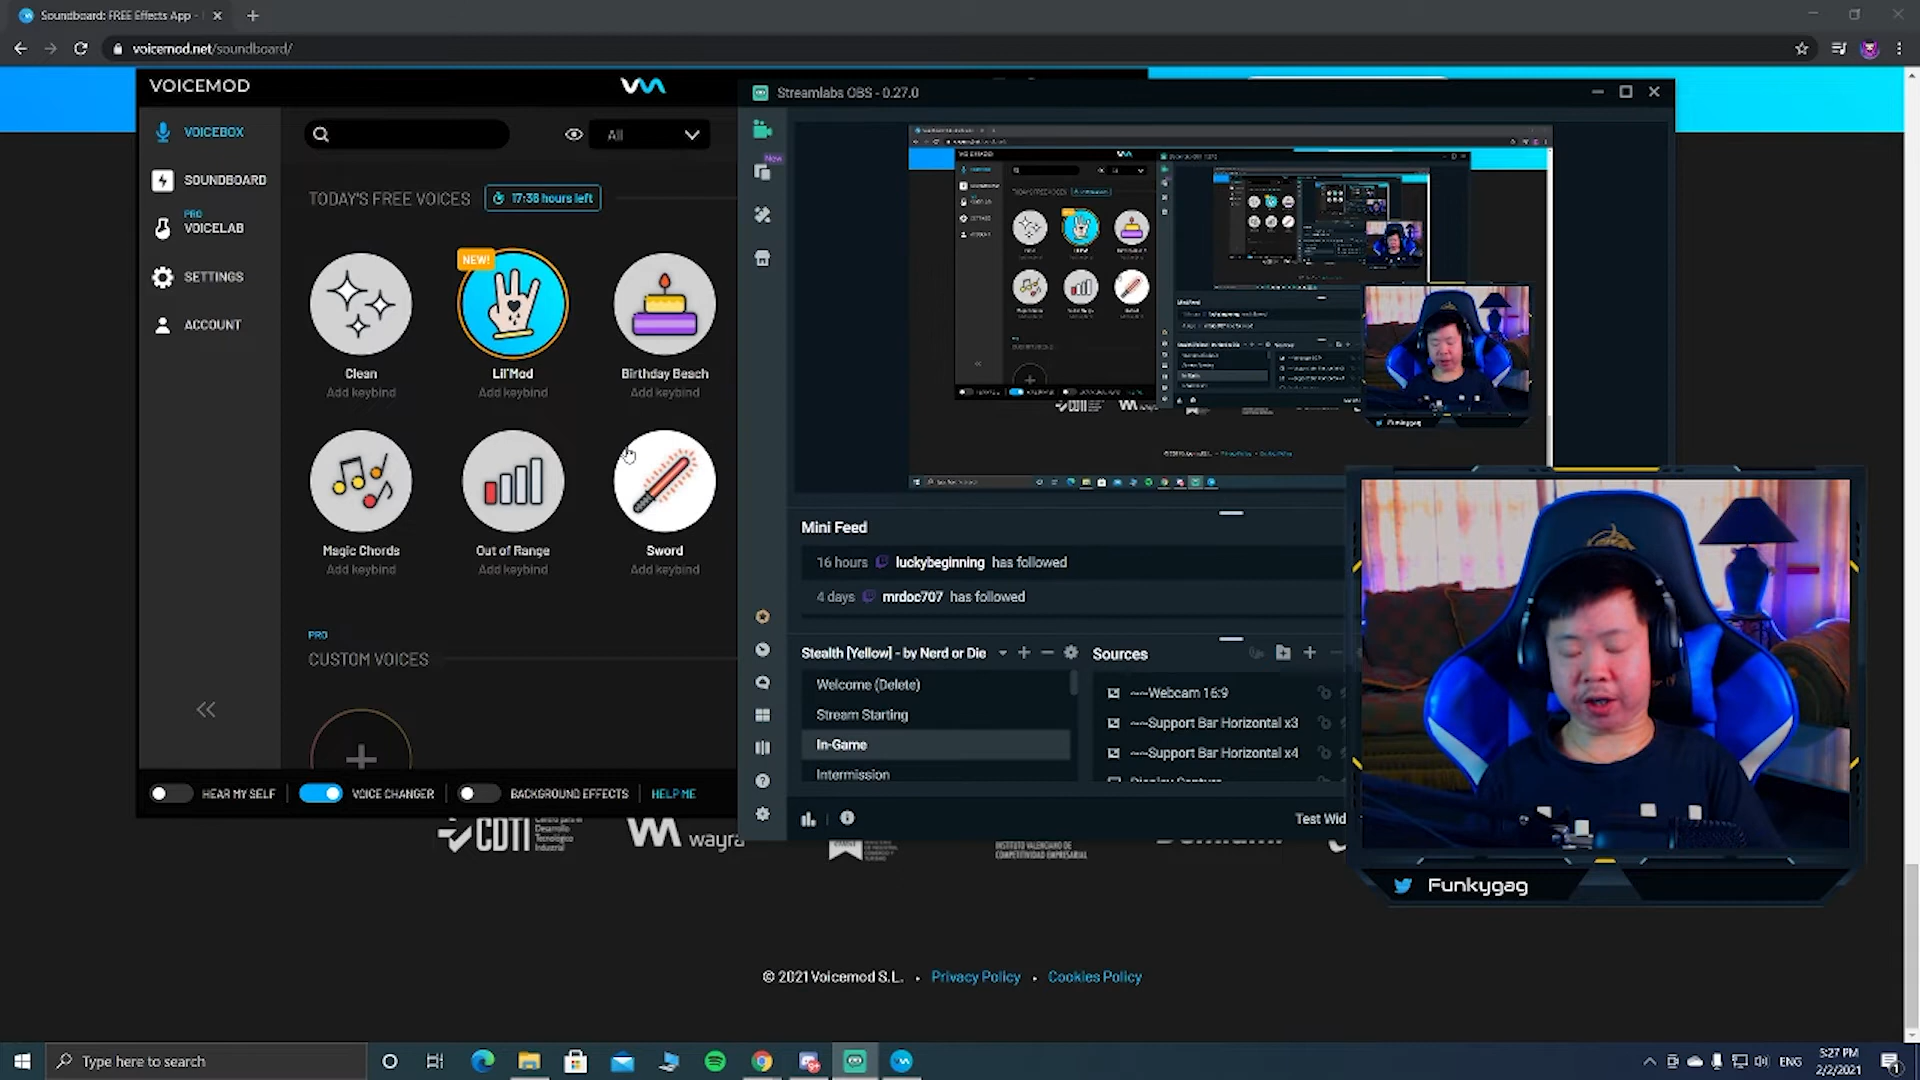 Soundboard: FREE Effects App -
voicemod.net/soundboard/
VOICEMOD
VOICEBOX
SOUNDBOARD
PRO
VOICELAB
SETTINGS
ACCOUNT
All
TODAY'S FREE VOICES
17:38 hours left
NEW!
Clean
Add keybind
Lil'Mod
Add keybind
Birthday Beach
Add keybind
Magic Chords
Add keybind
Out of Range
Add keybind
Sword
Add keybind
PRO
CUSTOM VOICES
HEAR MY SELF
VOICE CHANGER
BACKGROUND EFFECTS
HELP ME
Streamlabs OBS - 0.27.0
New
Mini Feed
16 hours luckybeginning has followed
4 days mrdoc707 has followed
Stealth [Yellow] - by Nerd or Die
Welcome (Delete)
Stream Starting
In-Game
Intermission
Sources
Webcam 16:9
Support Bar Horizontal x3
Support Bar Horizontal x4
Test Wid
Funkygag
CDTI
wayra
© 2021 Voicemod S.L. • Privacy Policy • Cookies Policy
Type here to search
ENG
5:27 PM
2/2/2021